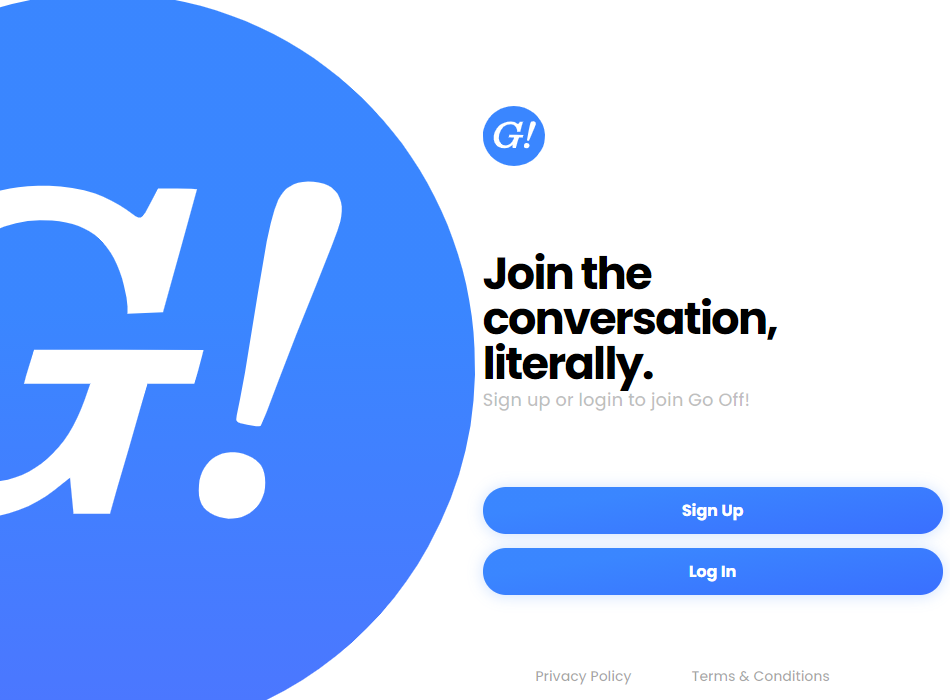 G!
G!
Join the
conversation,
literally.
Sign up or login to join Go Off!
Sign Up
Log In
Privacy Policy Terms & Conditions